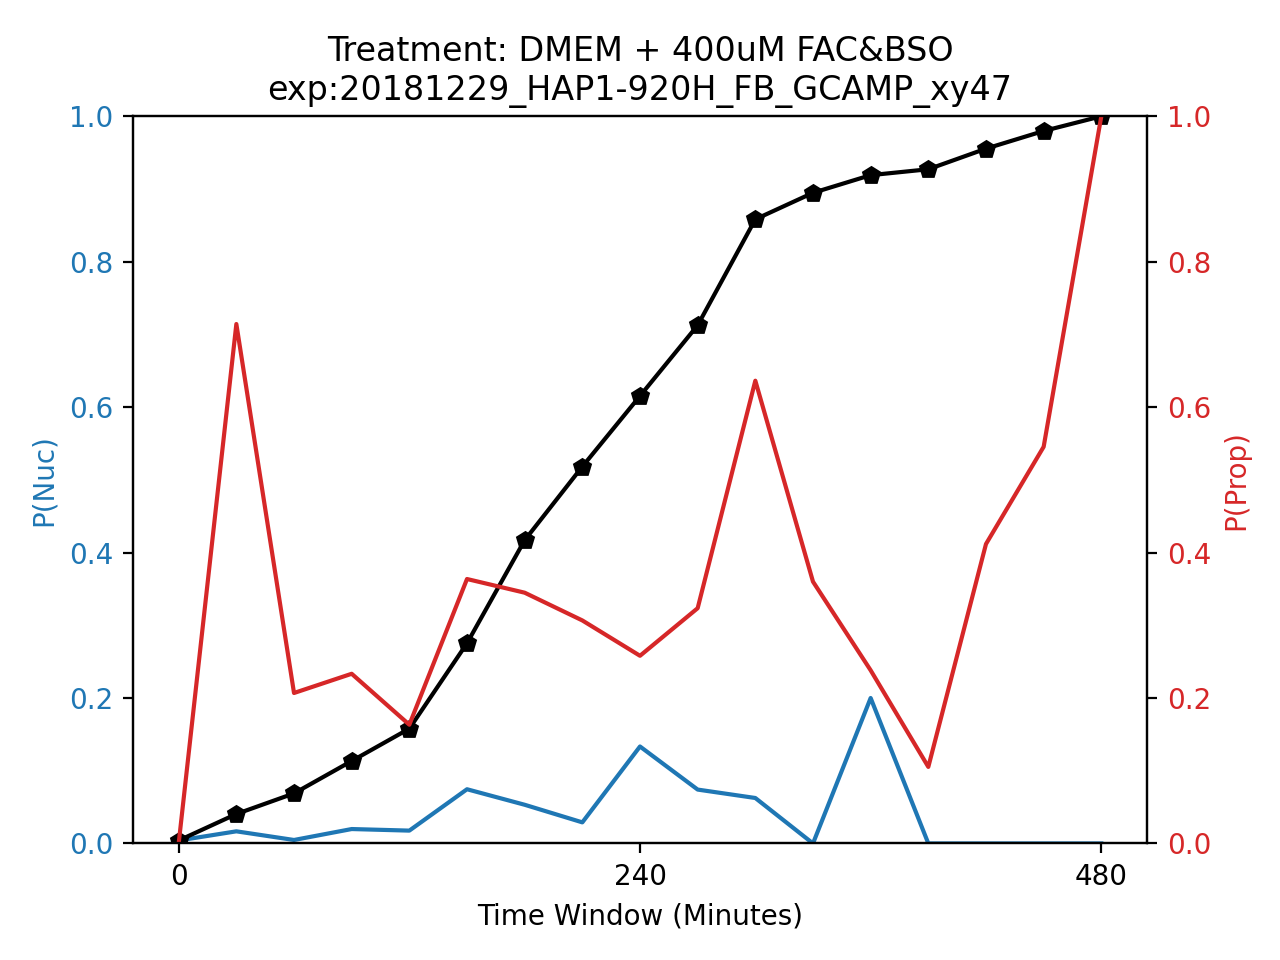 Treatment: DMEM + 400uM FAC&BSO
exp:20181229_HAP1-920H_FB_GCAMP_xy47
1.0
0.8
0.6
0.4
0.2
0.0
P(Nuc)
1.0
0.8
0.6
0.4
0.2
0.0
P(Prop)
0 240 480
Time Window (Minutes)